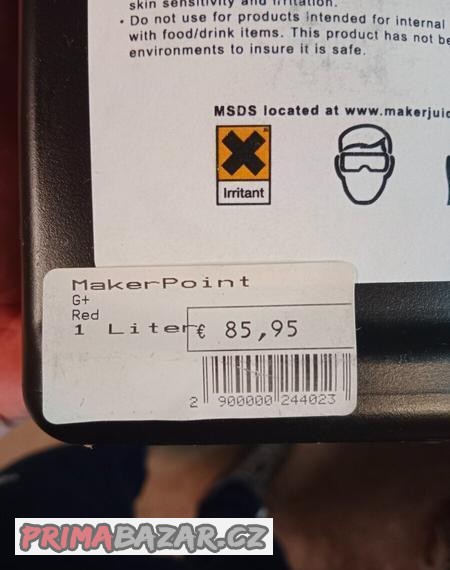 skin sensitivity and irritation.
• Do not use for products intended for internal
with food/drink items. This product has not be
environments to insure it is safe.
MSDS located at www.makerjuic
Irritant
MakerPoint
G+
Red
1 Liter
€ 85,95
2 900000 244023
PRIMABAZAR.CZ